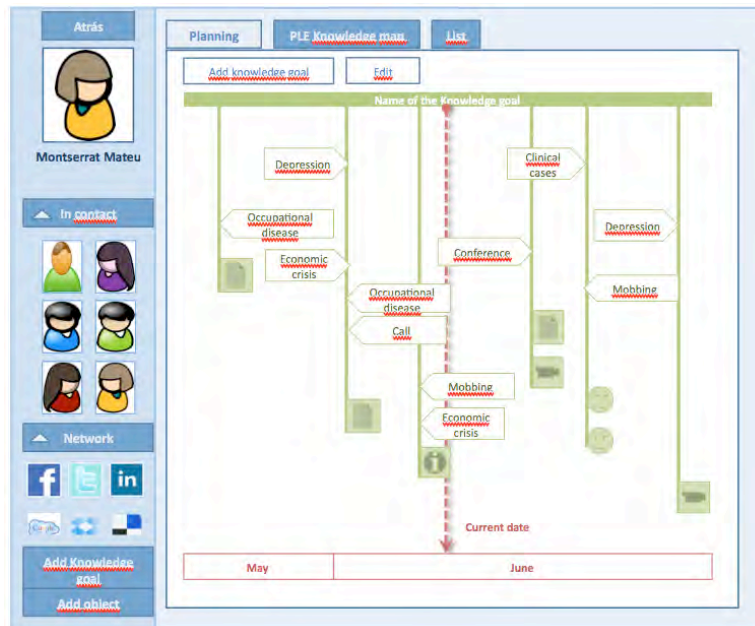 Atrás
Montserrat Mateu
In contact
Network
f
t
in
Add Knowledge
goal
Add object
Planning
PLE Knowledge map
List
Add knowledge goal
Edit
Name of the Knowledge goal
Depression
Clinical
cases
Occupational
disease
Depression
Conference
Economic
crisis
Mobbing
Occupational
disease
Call
Mobbing
Economic
crisis
i
Current date
May
June